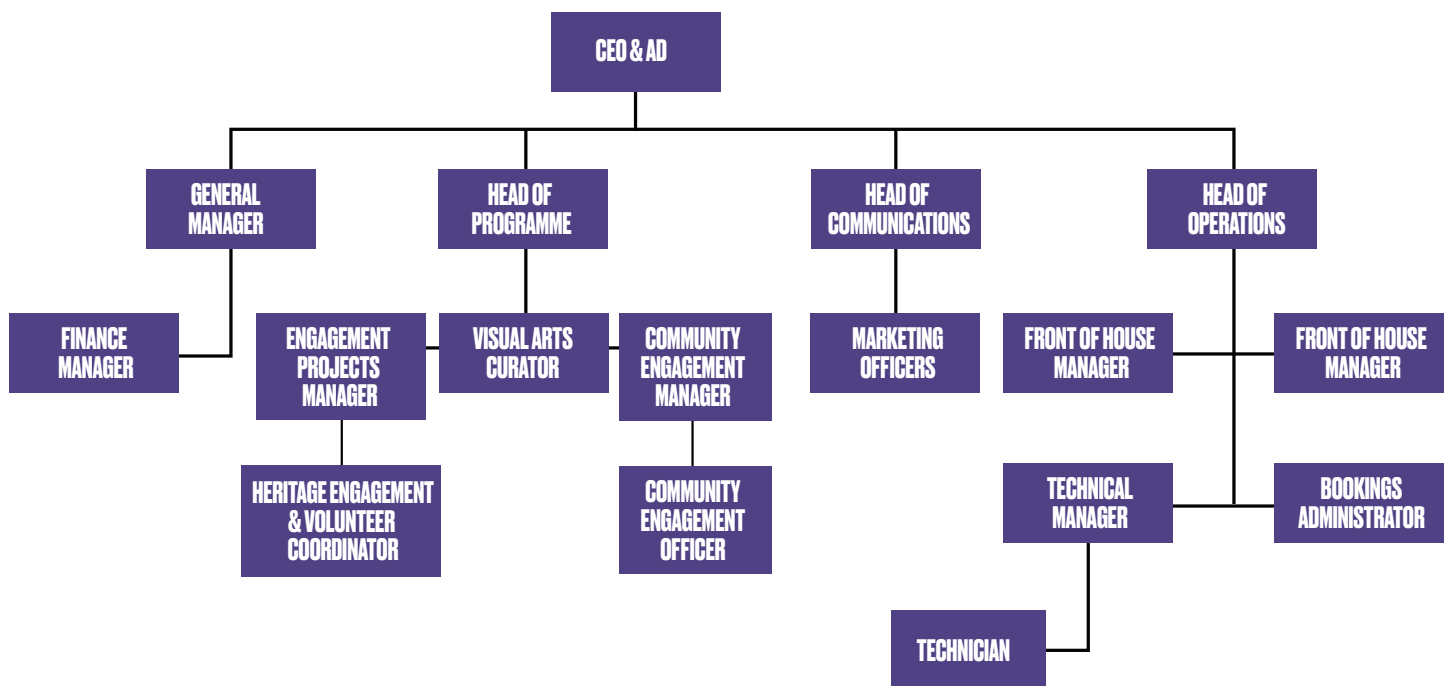 CEO & AD
GENERAL
MANAGER
HEAD OF
PROGRAMME
HEAD OF
COMMUNICATIONS
HEAD OF
OPERATIONS
FINANCE
MANAGER
ENGAGEMENT
PROJECTS
MANAGER
VISUAL ARTS
CURATOR
COMMUNITY
ENGAGEMENT
MANAGER
MARKETING
OFFICERS
FRONT OF HOUSE
MANAGER
FRONT OF HOUSE
MANAGER
HERITAGE ENGAGEMENT
& VOLUNTEER
COORDINATOR
COMMUNITY
ENGAGEMENT
OFFICER
TECHNICAL
MANAGER
BOOKINGS
ADMINISTRATOR
TECHNICIAN